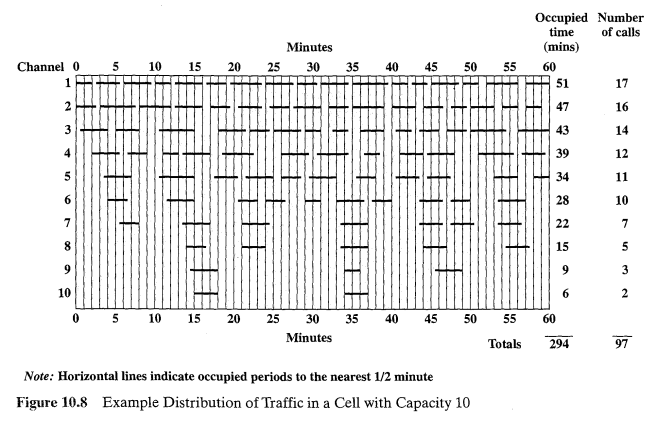 Occupied Number
time of calls
Minutes (mins)
Channel 0 5 10 15 20 25 30 35 40 45 50 55 60
1 51 17
2 47 16
3 43 14
4 39 12
5 34 11
6 28 10
7 22 7
8 15 5
9 9 3
10 6 2
0 5 10 15 20 25 30 35 40 45 50 55 60
Minutes
Totals 294 97
Note: Horizontal lines indicate occupied periods to the nearest 1/2 minute
Figure 10.8 Example Distribution of Traffic in a Cell with Capacity 10